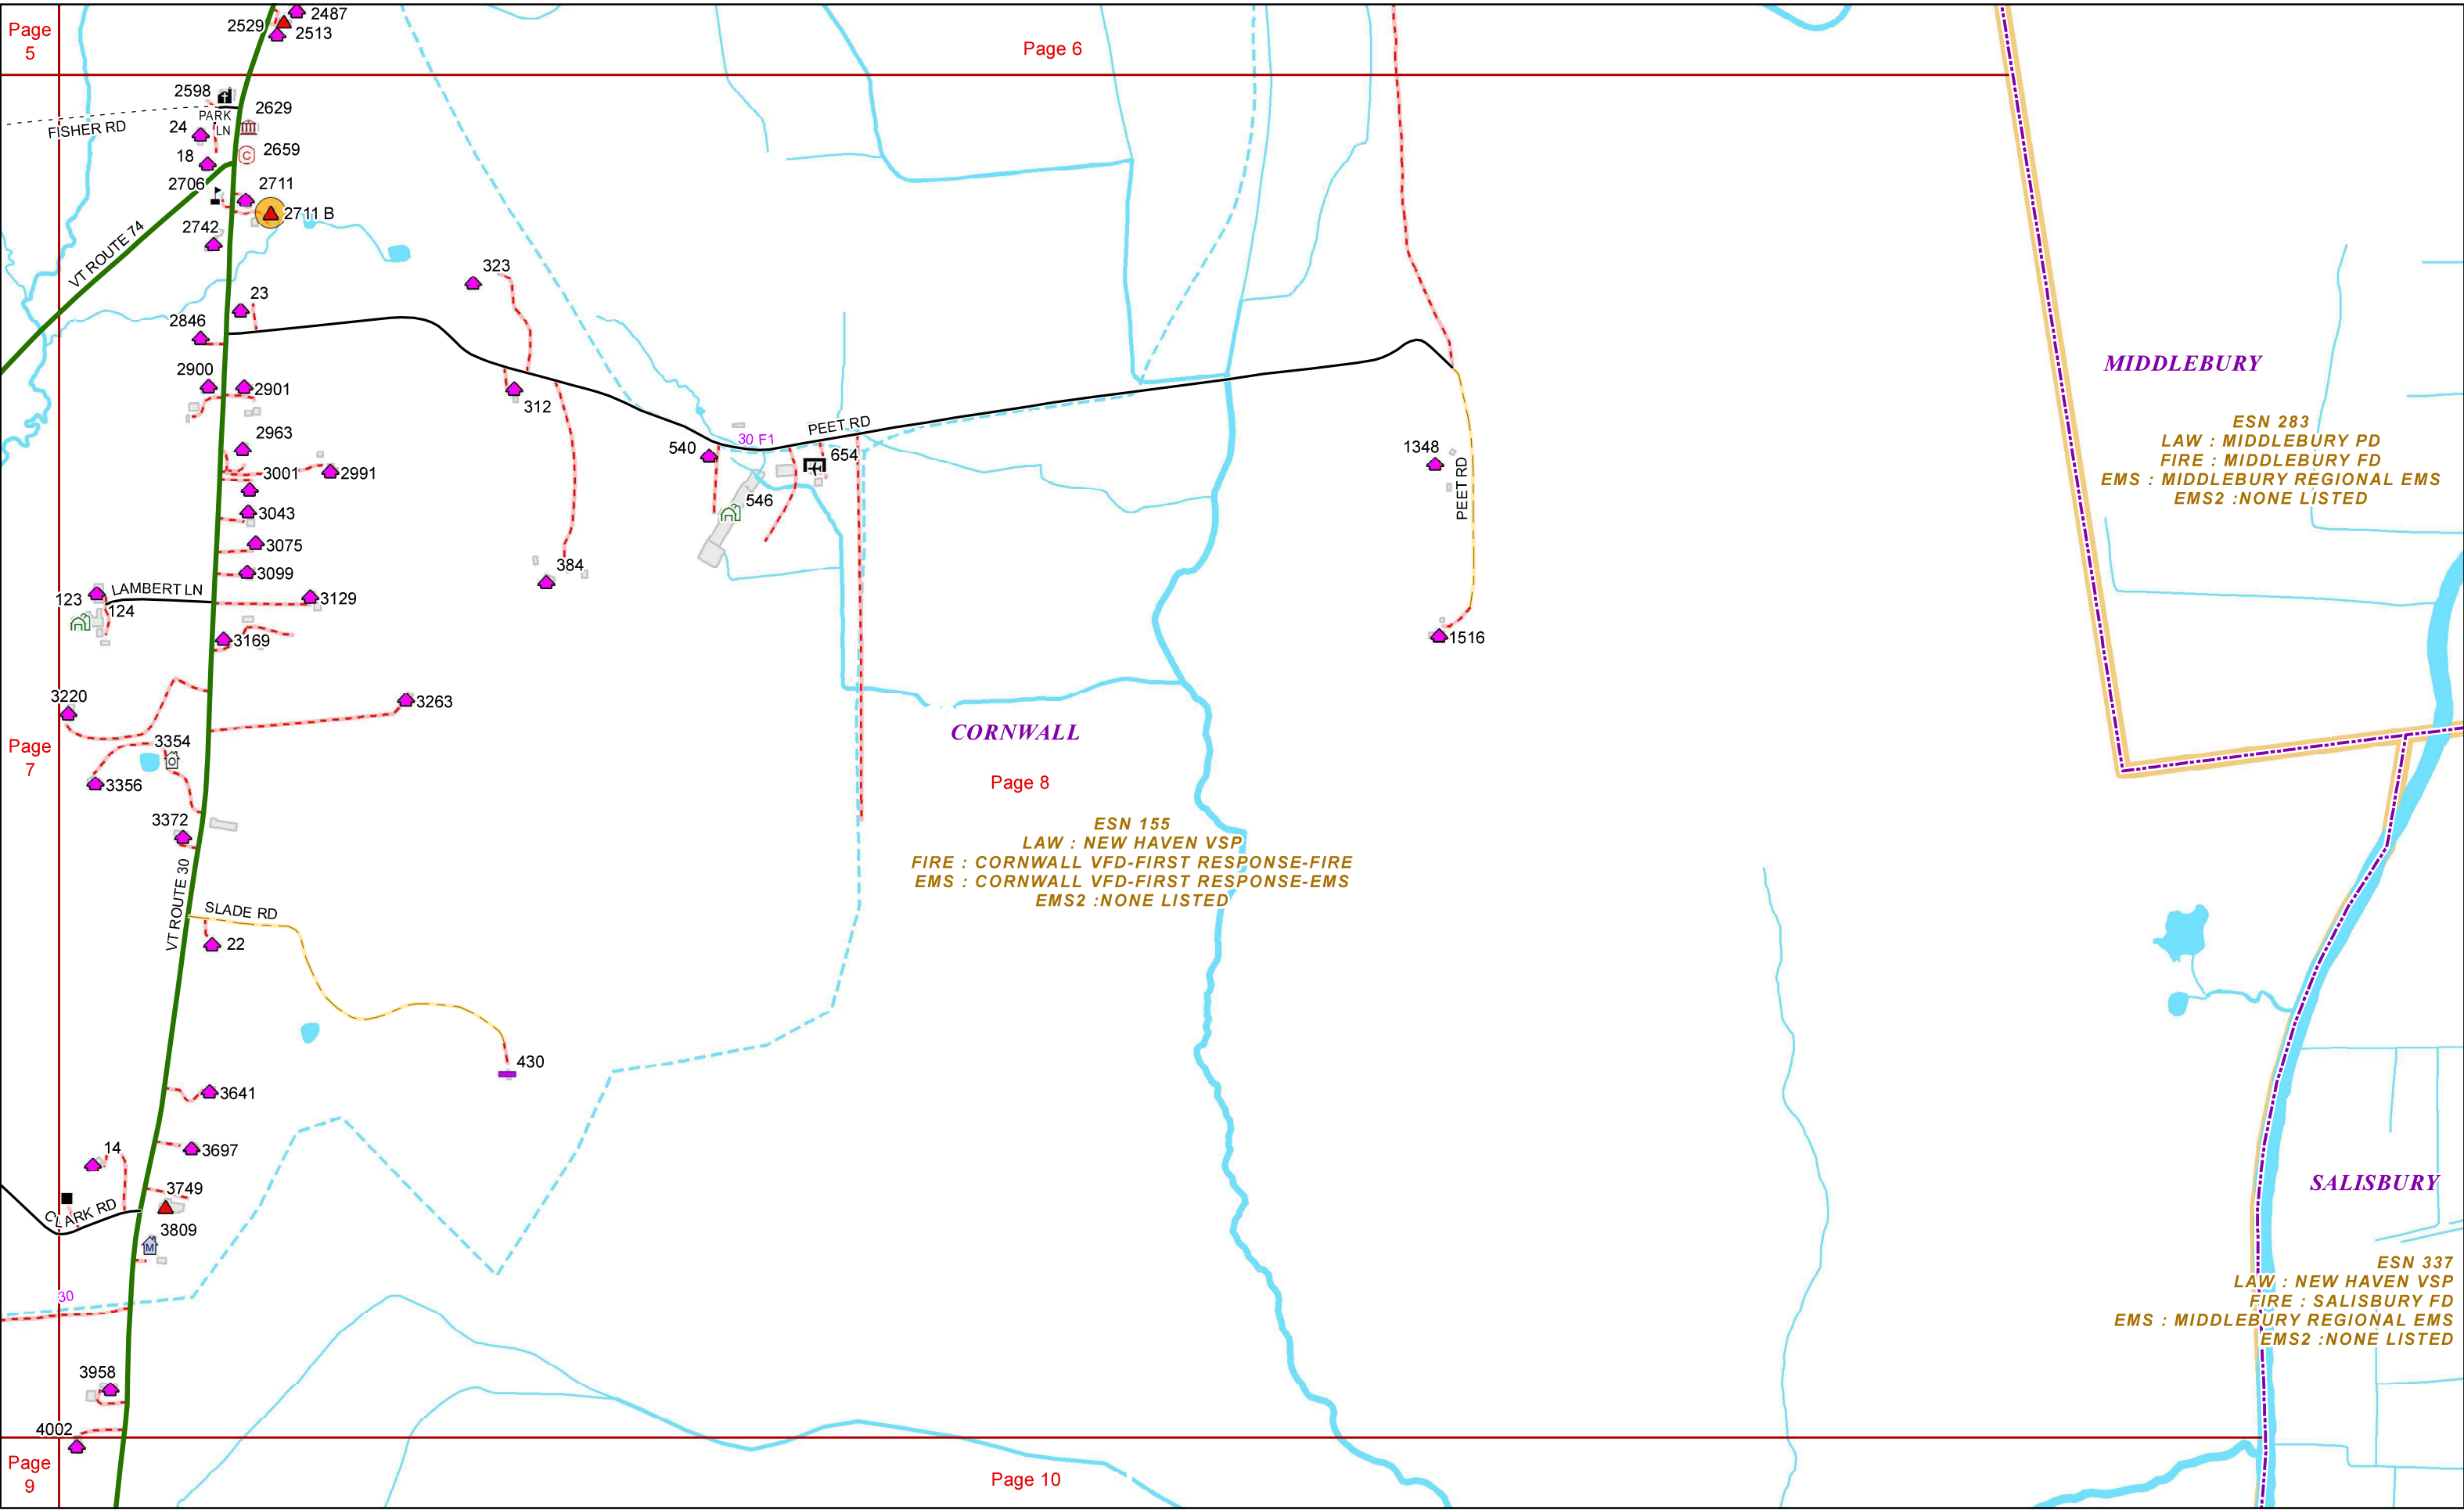 2487
Page
5
2529
2513
Page 6
2598
2629
PARK
LN
FISHER RD
24
C
2659
18
2706
2711
2711 B
2742
VT ROUTE 74
323
23
2846
MIDDLEBURY
2900
2901
312
ESN 283
LAW : MIDDLEBURY PD
FIRE : MIDDLEBURY FD
EMS : MIDDLEBURY REGIONAL EMS
EMS2 :NONE LISTED
PEET RD
30 F1
2963
540
654
1348
3001
2991
PEET RD
546
3043
3075
384
3099
LAMBERT LN
123
124
3129
3169
1516
3220
3263
CORNWALL
Page
7
3354
O
3356
Page 8
3372
ESN 155
LAW : NEW HAVEN VSP
FIRE : CORNWALL VFD-FIRST RESPONSE-FIRE
EMS : CORNWALL VFD-FIRST RESPONSE-EMS
EMS2 :NONE LISTED
VT ROUTE 30
SLADE RD
22
430
3641
14
3697
3749
SALISBURY
CLARK RD
3809
M
30
ESN 337
LAW : NEW HAVEN VSP
FIRE : SALISBURY FD
EMS : MIDDLEBURY REGIONAL EMS
EMS2 :NONE LISTED
3958
4002
Page
9
Page 10